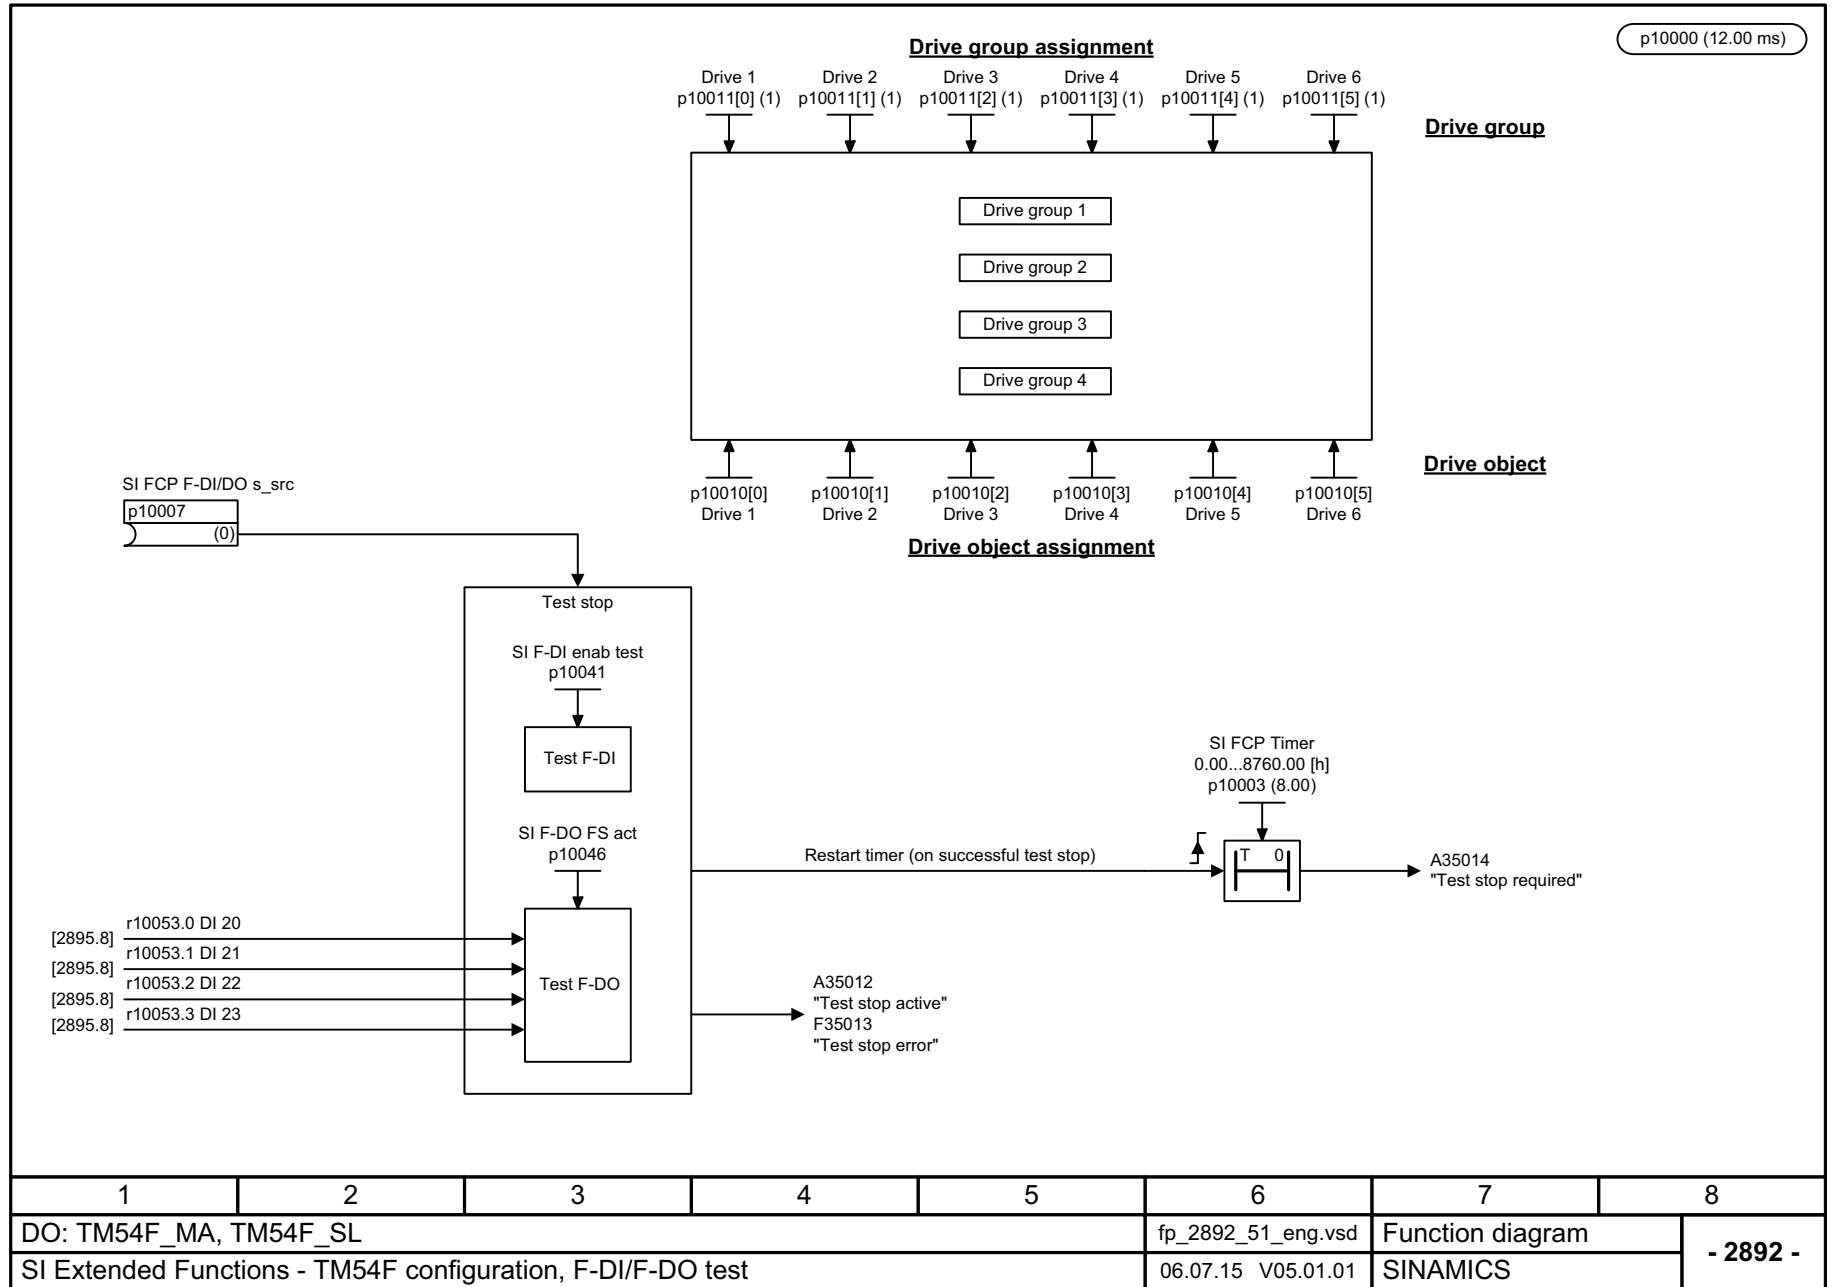 p10000 (12.00 ms)
Drive group assignment
Drive 1 Drive 2 Drive 3 Drive 4 Drive 5 Drive 6
p10011[0] (1) p10011[1] (1) p10011[2] (1) p10011[3] (1) p10011[4] (1) p10011[5] (1)
Drive group
Drive group 1
Drive group 2
Drive group 3
Drive group 4
Drive object
p10010[0] p10010[1] p10010[2] p10010[3] p10010[4] p10010[5]
Drive 1 Drive 2 Drive 3 Drive 4 Drive 5 Drive 6
Drive object assignment
SI FCP F-DI/DO s_src
p10007
(0)
Test stop
SI F-DI enab test
p10041
Test F-DI
SI F-DO FS act
p10046
Test F-DO
r10053.0 DI 20
[2895.8]
r10053.1 DI 21
[2895.8]
r10053.2 DI 22
[2895.8]
r10053.3 DI 23
[2895.8]
Restart timer (on successful test stop)
SI FCP Timer
0.00...8760.00 [h]
p10003 (8.00)
T 0
A35014
"Test stop required"
A35012
"Test stop active"
F35013
"Test stop error"
1 2 3 4 5 6 7 8
DO: TM54F_MA, TM54F_SL fp_2892_51_eng.vsd Function diagram
- 2892 -
SI Extended Functions - TM54F configuration, F-DI/F-DO test 06.07.15 V05.01.01 SINAMICS